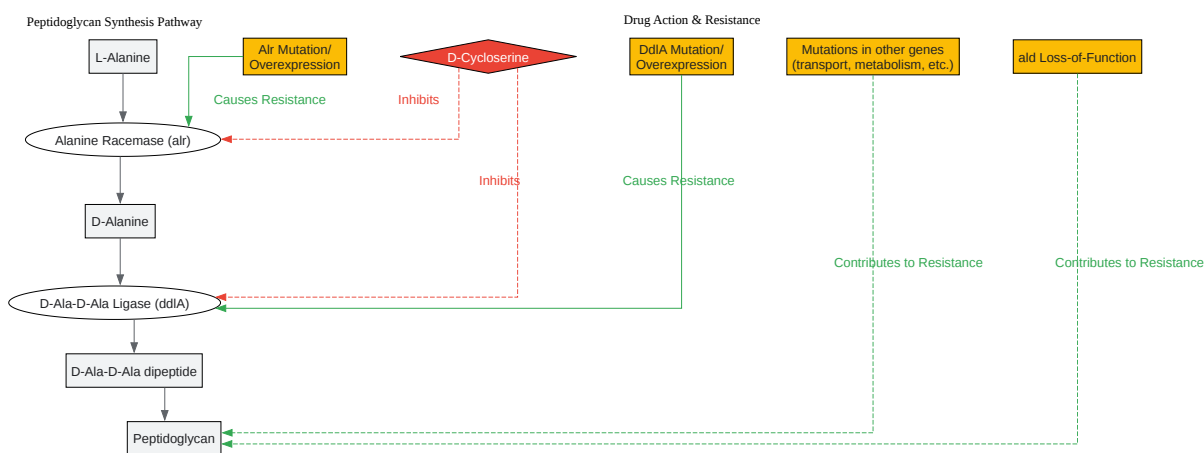 Peptidoglycan Synthesis Pathway
Drug Action & Resistance
L-Alanine
Alr Mutation/
Overexpression
D-Cycloserine
DdlA Mutation/
Overexpression
Mutations in other genes
(transport, metabolism, etc.)
ald Loss-of-Function
Causes Resistance
Inhibits
Alanine Racemase (alr)
Inhibits
Causes Resistance
D-Alanine
Contributes to Resistance
Contributes to Resistance
D-Ala-D-Ala Ligase (ddlA)
D-Ala-D-Ala dipeptide
Peptidoglycan